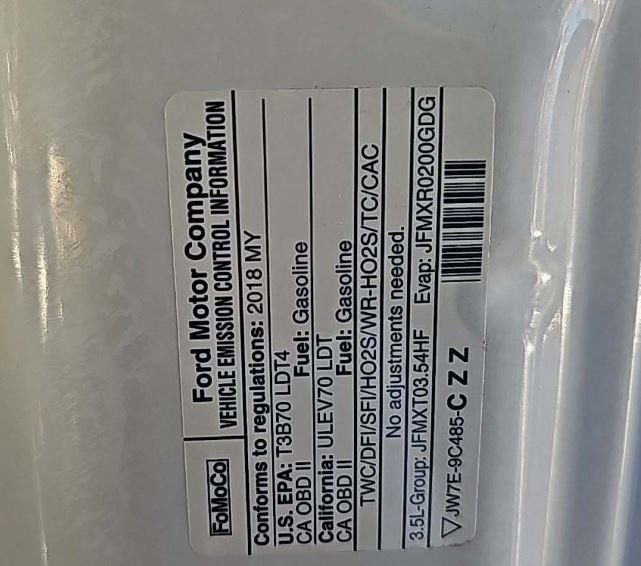 FoMoCo
Ford Motor Company
VEHICLE EMISSION CONTROL INFORMATION
Conforms to regulations: 2018 MY
U.S. EPA: T3B70 LDT4
CA OBD II Fuel: Gasoline
California: ULEV70 LDT
CA OBD II Fuel: Gasoline
TWC/DFI/SFI/HO2S/WR-HO2S/TC/CAC
No adjustments needed.
3.5L-Group: JFMXT03.54HF Evap: JFMXR0200GDG
▽JW7E-9C485-C Z Z